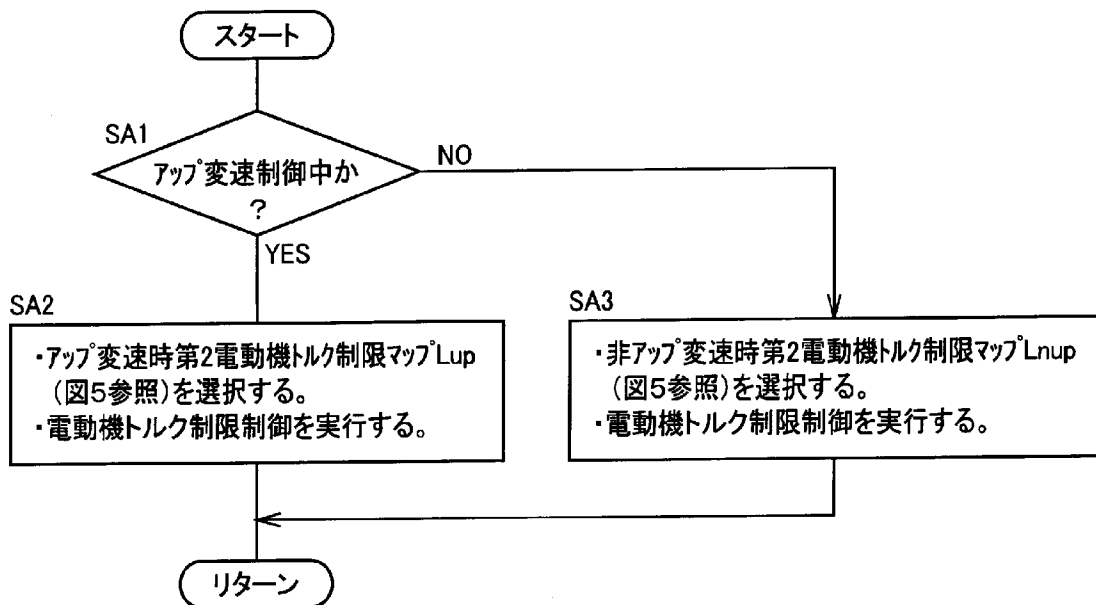 スタート
SA1
アップ変速制御中か
?
NO
YES
SA2
・アップ変速時第2電動機トルク制限マップLup
(図5参照)を選択する。
・電動機トルク制限制御を実行する。
SA3
・非アップ変速時第2電動機トルク制限マップLnup
(図5参照)を選択する。
・電動機トルク制限制御を実行する。
リターン